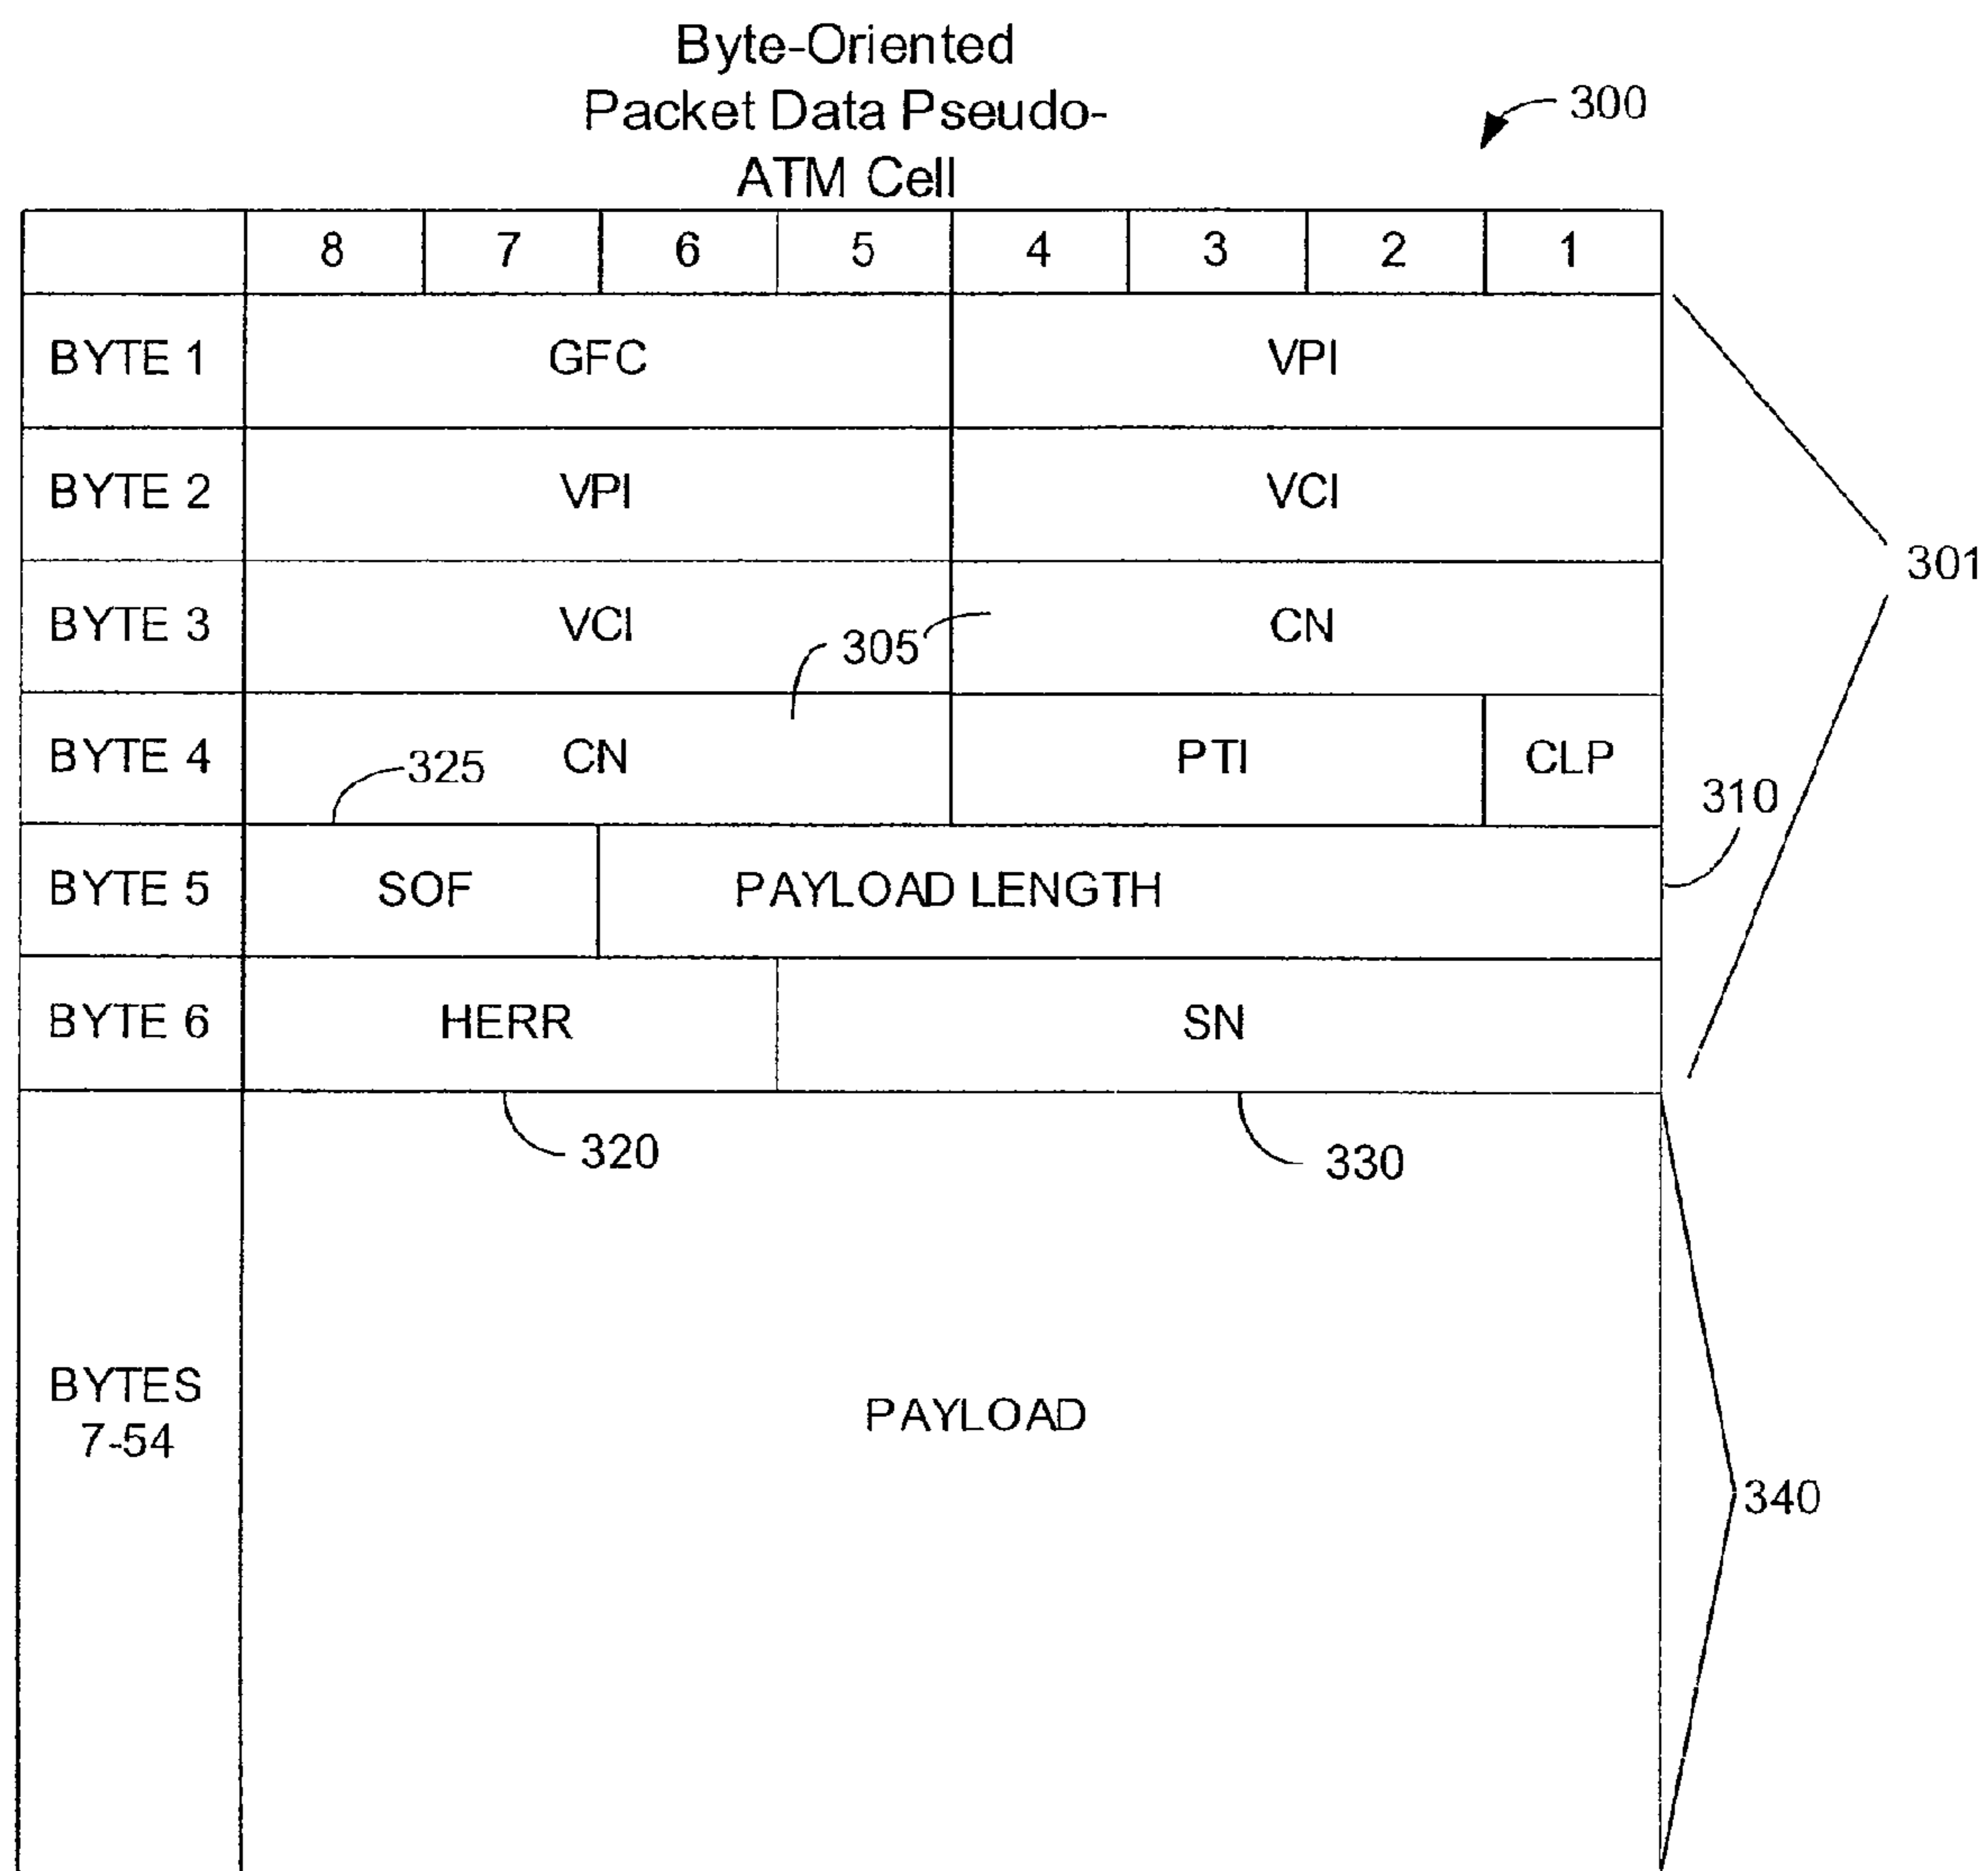 Byte-Oriented
Packet Data Pseudo-
ATM Cell
300
8 7 6 5 4 3 2 1
BYTE 1 GFC VPI
BYTE 2 VPI VCI
301
BYTE 3 VCI 305 CN
BYTE 4 325 CN PTI CLP
310
BYTE 5 SOF PAYLOAD LENGTH
BYTE 6 HERR SN
320 330
BYTES
7-54
PAYLOAD
340